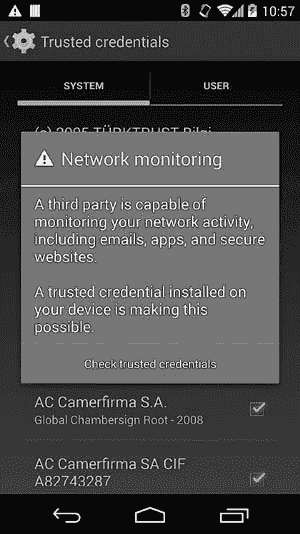 10:57
Trusted credentials
SYSTEM
USER
(c) 2005 TÜRKTRUST Bilgi
Network monitoring
A third party is capable of
monitoring your network activity,
including emails, apps, and secure
websites.
A trusted credential installed on
your device is making this
possible.
Check trusted credentials
AC Camerfirma S.A.
Global Chambersign Root - 2008
AC Camerfirma SA CIF
A82743287